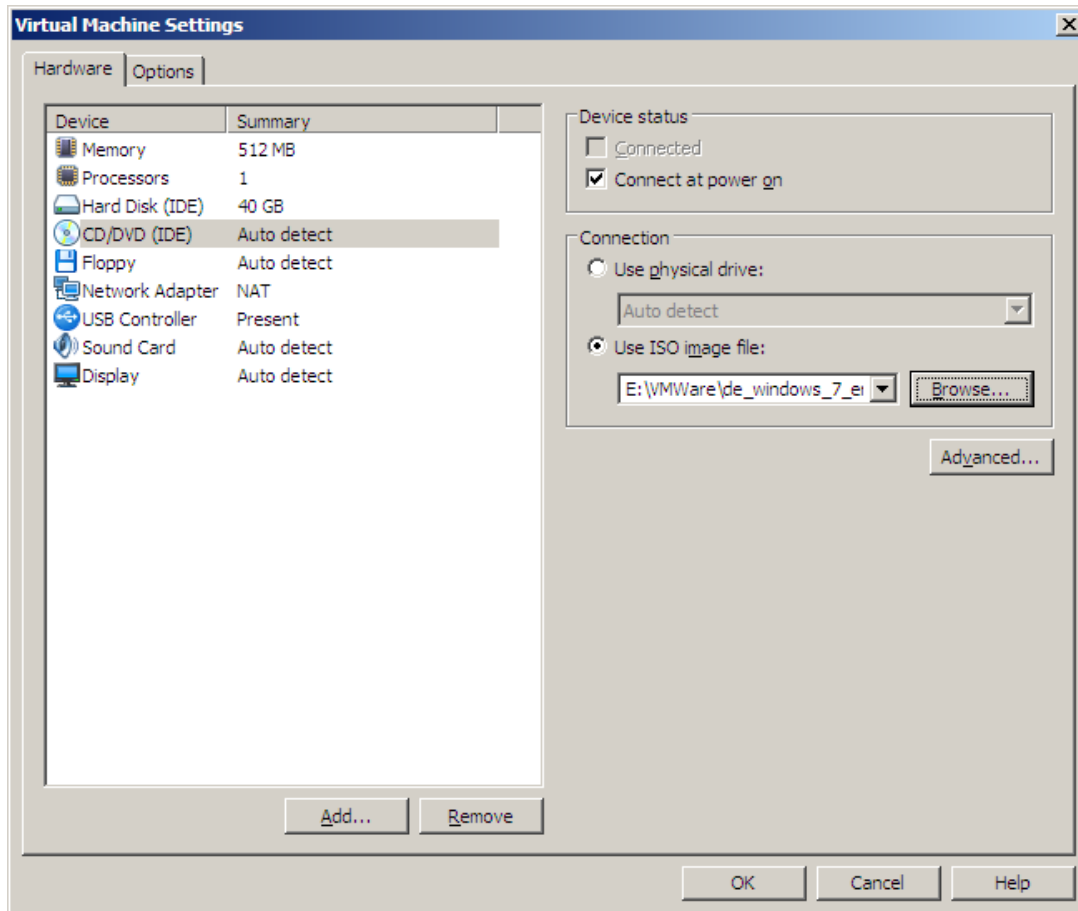 Virtual Machine Settings
Hardware Options
Device Summary
Memory 512 MB
Processors 1
Hard Disk (IDE) 40 GB
CD/DVD (IDE) Auto detect
Floppy Auto detect
Network Adapter NAT
USB Controller Present
Sound Card Auto detect
Display Auto detect
Add... Remove
Device status
Connected
Connect at power on
Connection
Use physical drive:
Auto detect
Use ISO image file:
E:\VMWare\de_windows_7_e Browse...
Advanced...
OK Cancel Help